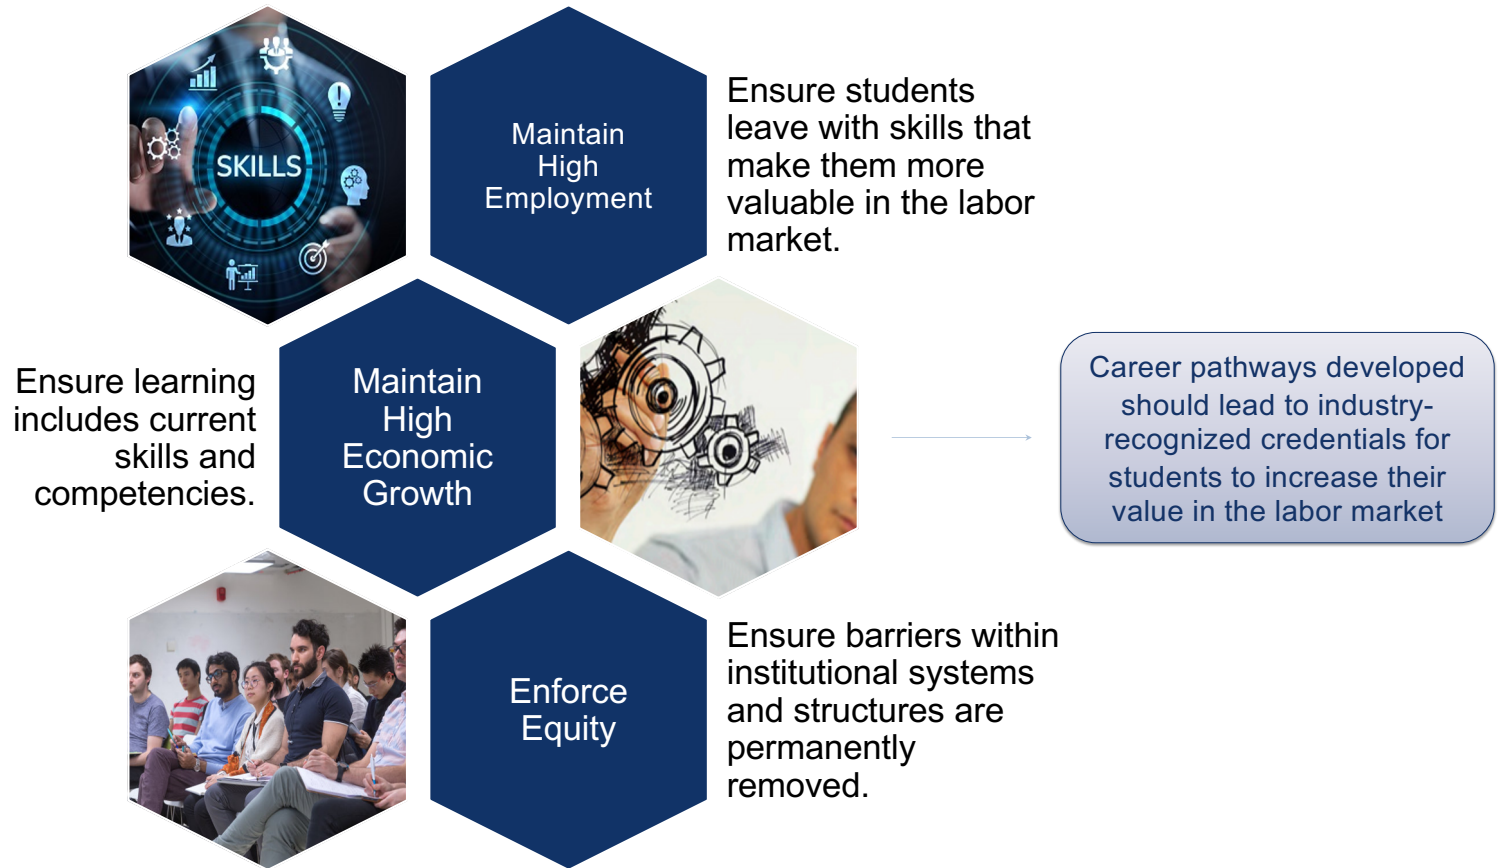 SKILLS
Maintain
High
Employment
Ensure students
leave with skills that
make them more
valuable in the labor
market.
Ensure learning
includes current
skills and
competencies.
Maintain
High
Economic
Growth
Career pathways developed
should lead to industry-
recognized credentials for
students to increase their
value in the labor market
Enforce
Equity
Ensure barriers within
institutional systems
and structures are
permanently
removed.